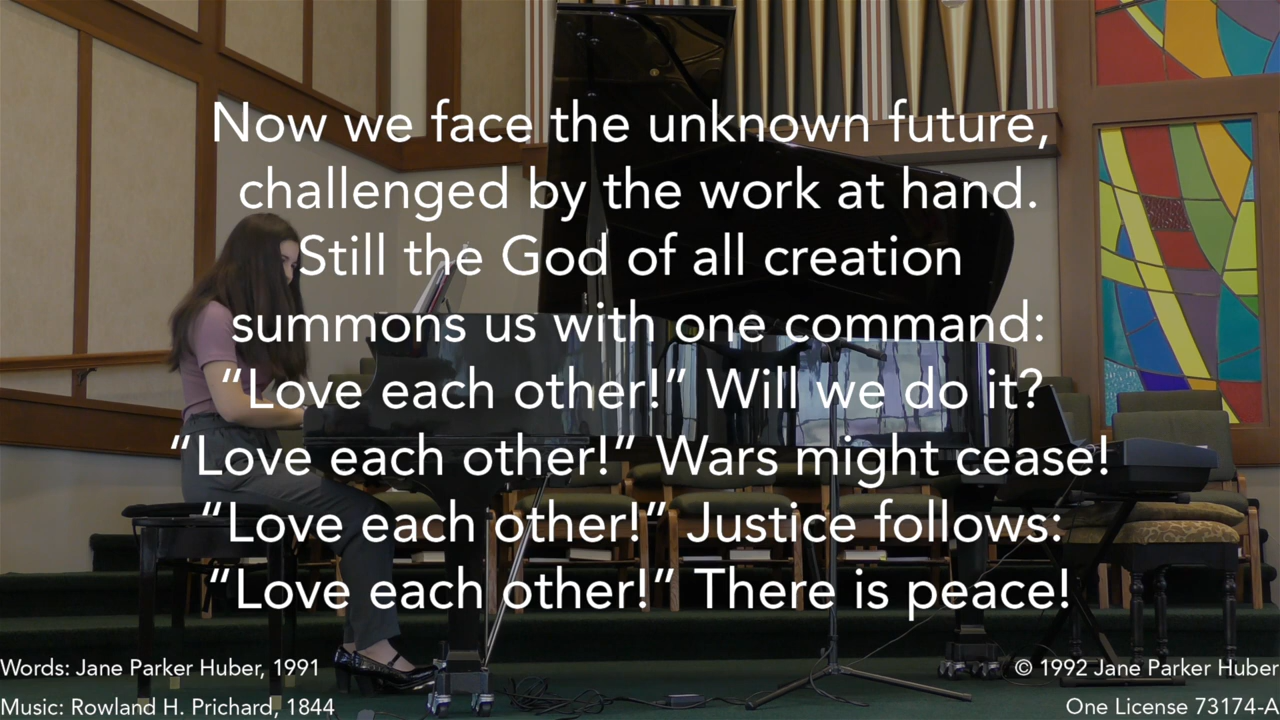 Now we face the unknown future,
challenged by the work at hand.
Still the God of all creation
summons us with one command:
“Love each other!” Will we do it?
“Love each other!” Wars might cease!
“Love each other!” Justice follows:
“Love each other!” There is peace!
Words: Jane Parker Huber, 1991
© 1992 Jane Parker Huber
Music: Rowland H. Prichard, 1844
One License 73174-A